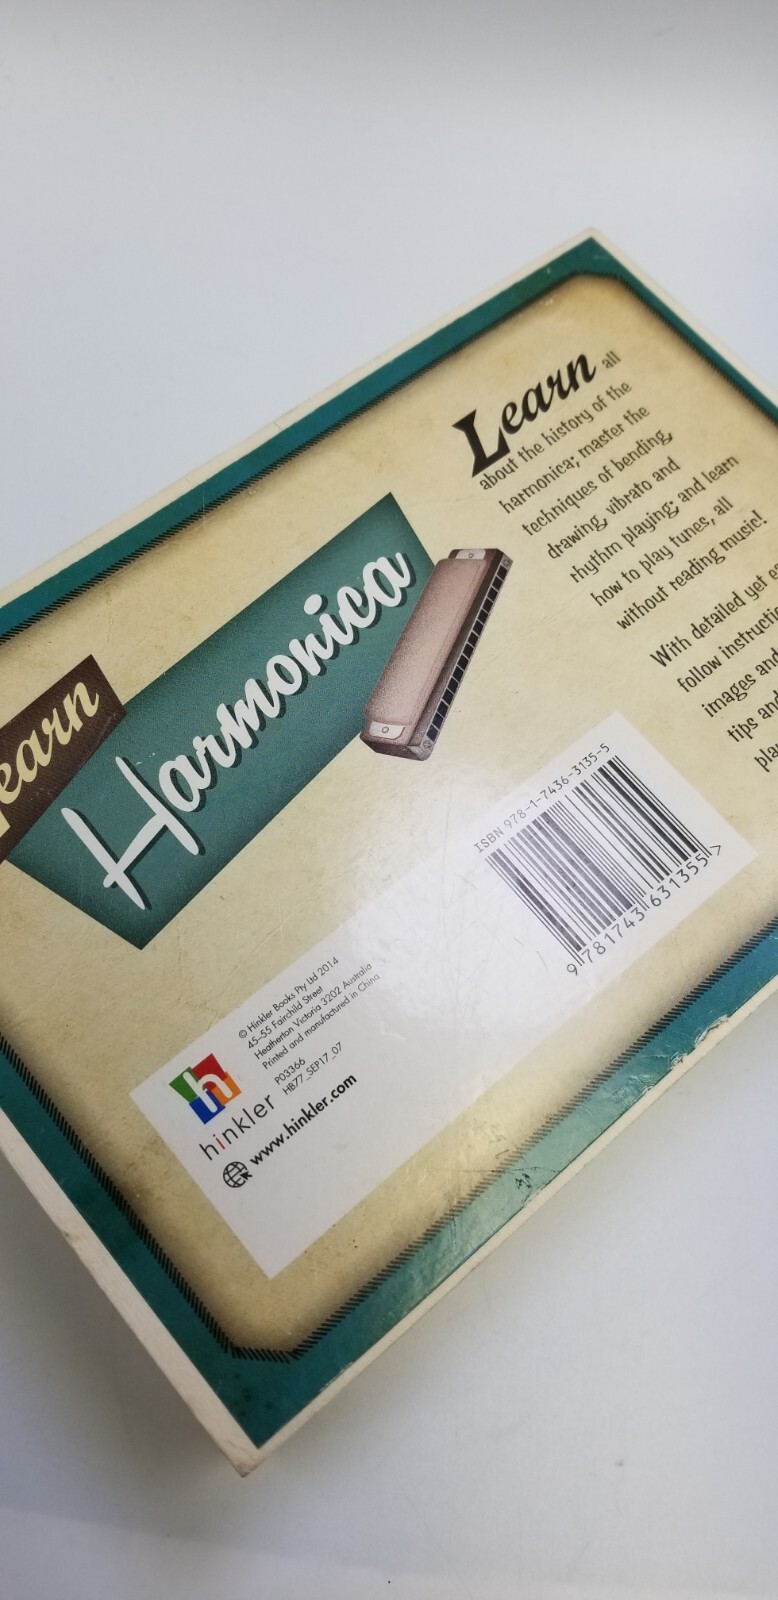 earn
Harmonica
Learn all
about the history of the
harmonica; master the
techniques of bending,
drawing, vibrato and
rhythm playing; and learn
how to play tunes, all
without reading music!
With detailed yet
follow
images and
tips and
ISBN 978-1-7436-3135-5
9 781743 631355 >
© Hinkler Books Pty Ltd 2014
45–55 Fairchild Street
Heatherton Victoria 3202 Australia
Printed and manufactured in China
P03366
HB77_SEP17_07
h
hinkler
www.hinkler.com